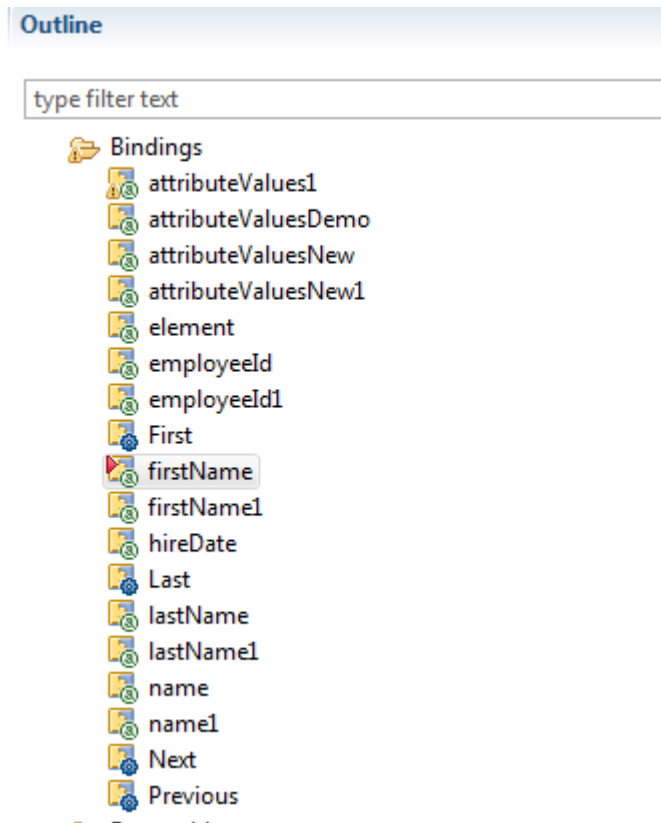 Outline
type filter text
Bindings
attributeValues1
attributeValuesDemo
attributeValuesNew
attributeValuesNew1
element
employeeId
employeeId1
First
firstName
firstName1
hireDate
Last
lastName
lastName1
name
name1
Next
Previous